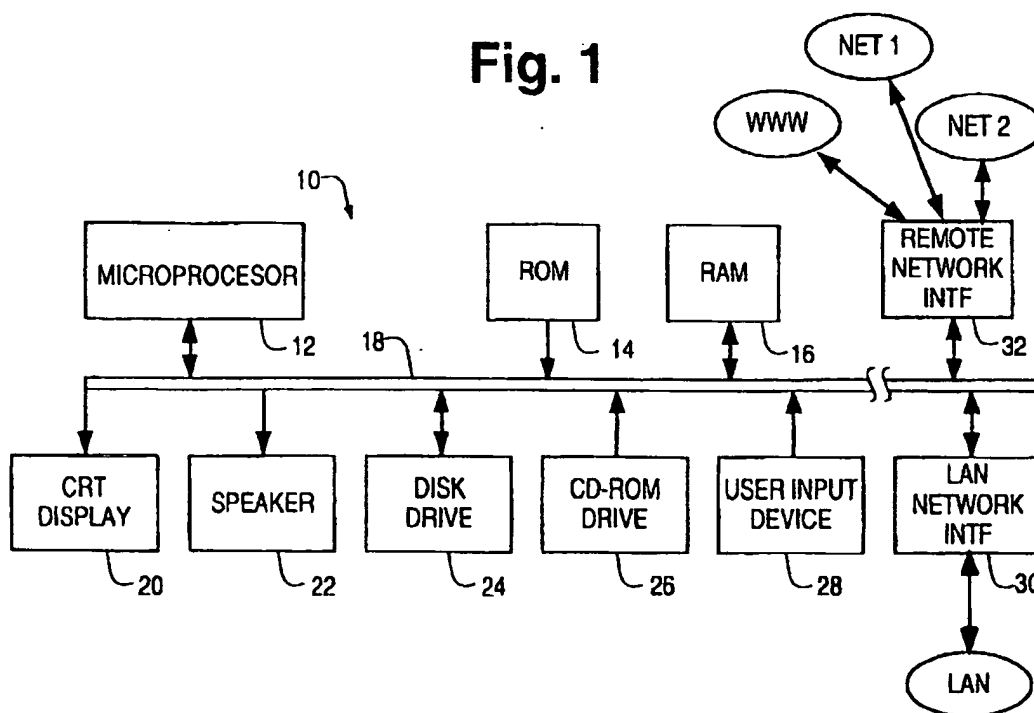 Fig. 1
NET 1
WWW
NET 2
10
MICROPROCESOR
ROM
RAM
REMOTE
NETWORK
INTF
12
18
14
16
32
CRT
DISPLAY
SPEAKER
DISK
DRIVE
CD-ROM
DRIVE
USER INPUT
DEVICE
LAN
NETWORK
INTF
20
22
24
26
28
30
LAN